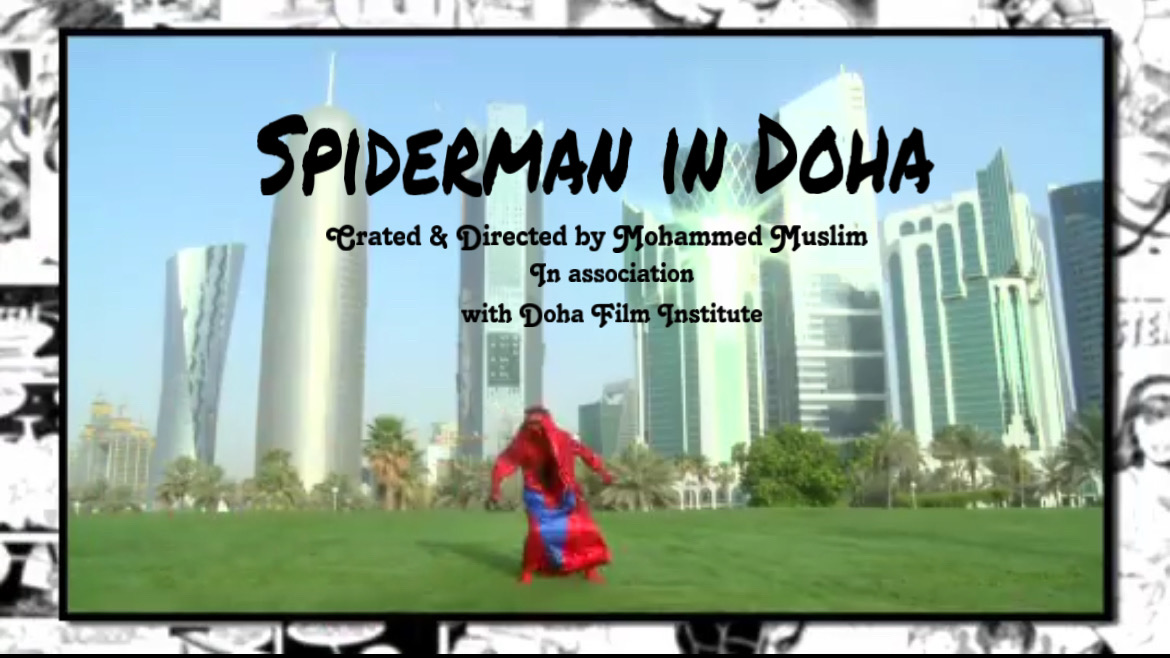 Spiderman in Doha
Crated & Directed by Mohammed Muslim
In association
with Doha Film Institute